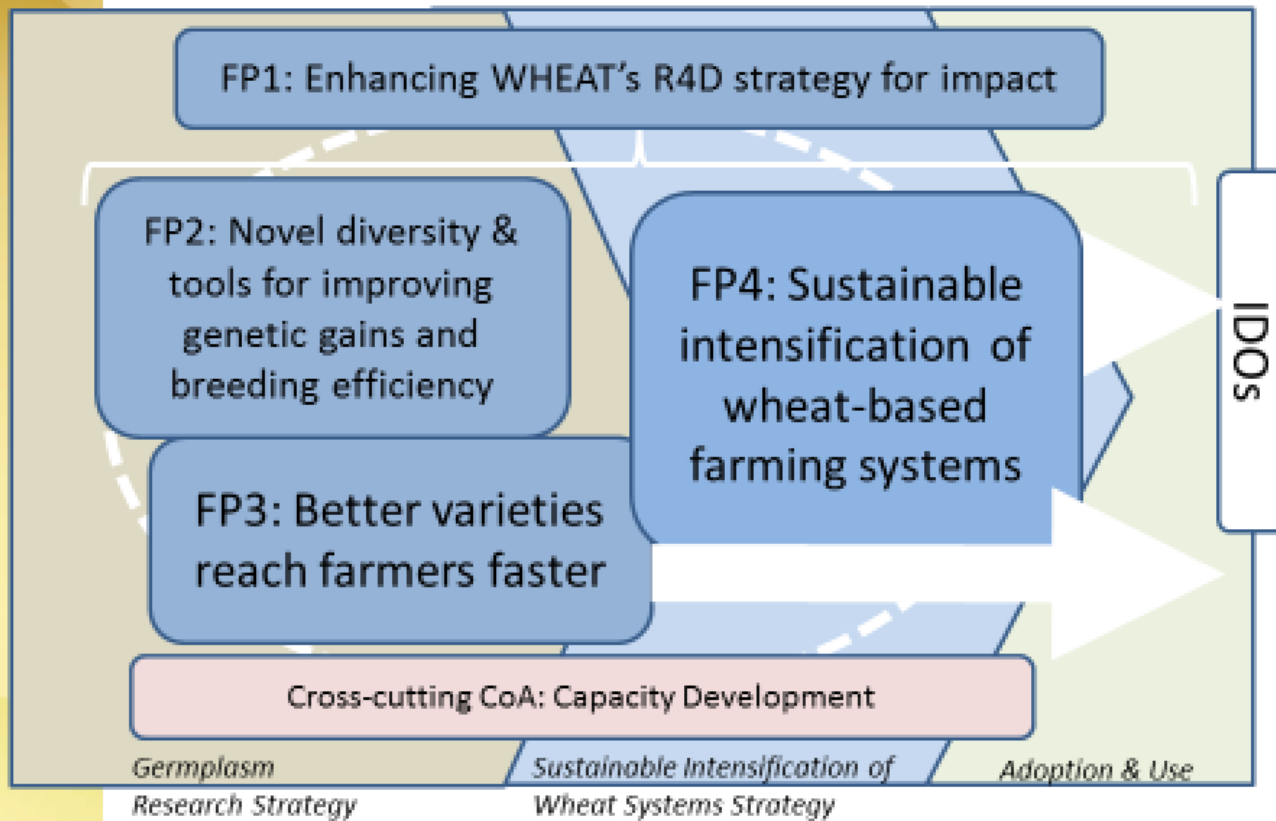 FP1: Enhancing WHEAT's R4D strategy for impact
FP2: Novel diversity &
tools for improving
genetic gains and
breeding efficiency
FP4: Sustainable
intensification of
wheat-based
farming systems
IDOs
FP3: Better varieties
reach farmers faster
Cross-cutting CoA: Capacity Development
Germplasm
Research Strategy
Sustainable Intensification of
Wheat Systems Strategy
Adoption & Use